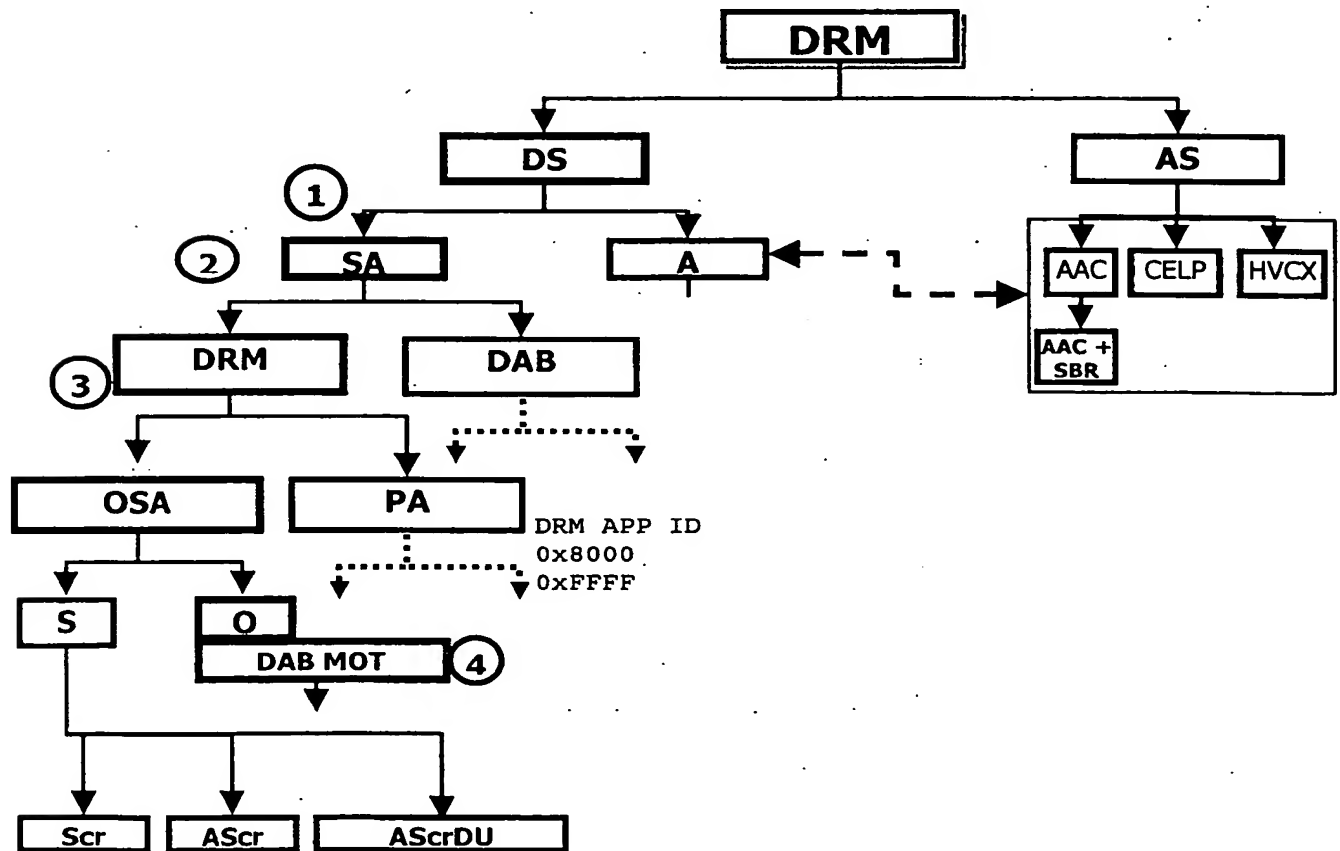 DRM
DS
AS
1
SA
A
2
AAC
CELP
HVCX
DRM
DAB
AAC +
SBR
3
OSA
PA
DRM APP ID
0x8000
0xFFFF
S
O
DAB MOT
4
Scr
AScr
AScrDU